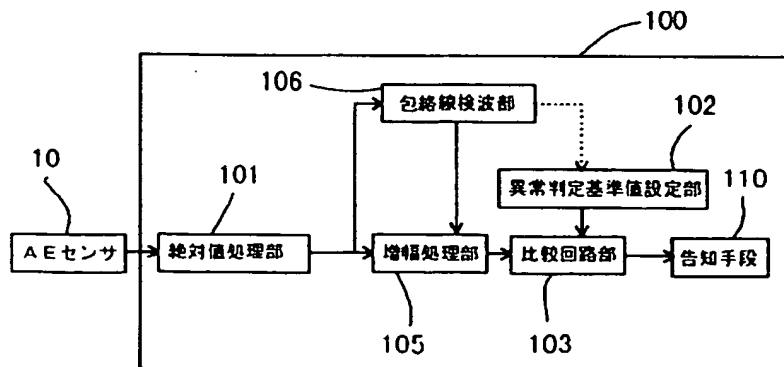 100
106
包絡線検波部
102
10
101
異常判定基準値設定部
110
AEセンサ
絶対値処理部
増幅処理部
比較回路部
告知手段
105
103